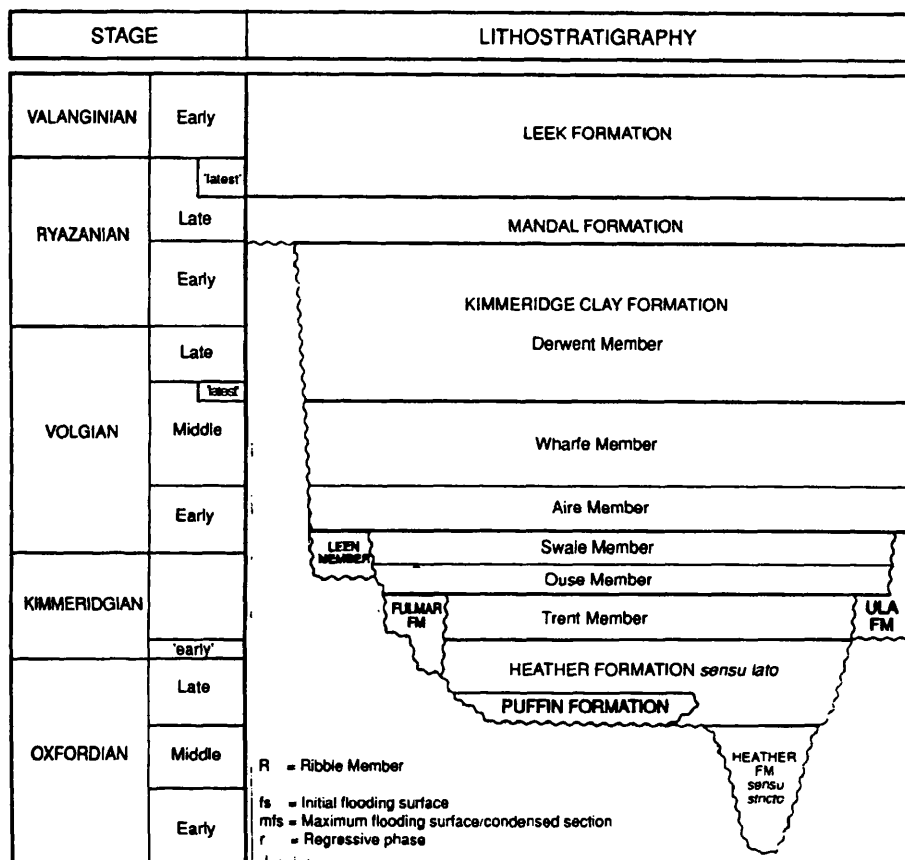 STAGE
LITHOSTRATIGRAPHY
VALANGINIAN
Early
LEEK FORMATION
'latest'
RYAZANIAN
Late
MANDAL FORMATION
Early
KIMMERIDGE CLAY FORMATION
Derwent Member
VOLGIAN
Late
'latest'
Middle
Wharfe Member
Early
Aire Member
LEEN
MEMBER
Swale Member
Ouse Member
KIMMERIDGIAN
FULMAR
FM
Trent Member
ULA
FM
'early'
HEATHER FORMATION sensu lato
OXFORDIAN
Late
PUFFIN FORMATION
Middle
HEATHER
FM
sensu
stricto
Early
R = Ribble Member
fs = Initial flooding surface
mfs = Maximum flooding surface/condensed section
r = Regressive phase